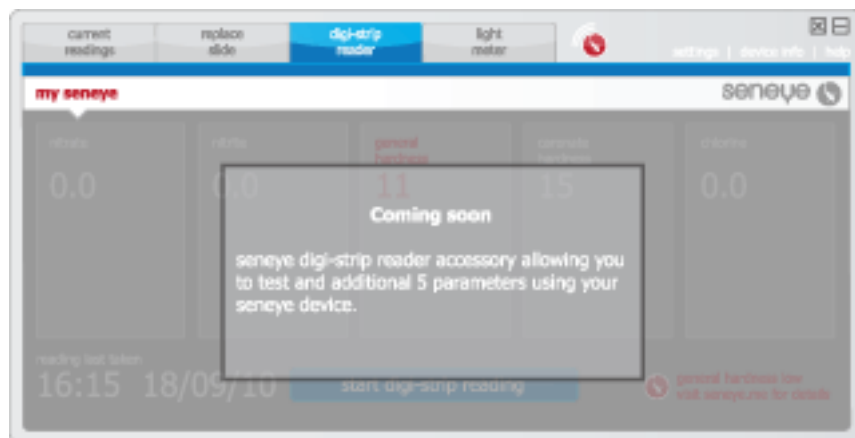 current readings
replace slide
digi-strip reader
light meter
settings | device info | help
my seneye
seneye
nitrate
nitrite
general hardness
carbonate hardness
chlorine
0.0
0.0
11
15
0.0
Coming soon
seneye digi-strip reader accessory allowing you
to test and additional 5 parameters using your
seneye device.
reading last taken
16:15 18/09/10
start digi-strip reading
general hardness low
visit seneye.me for details